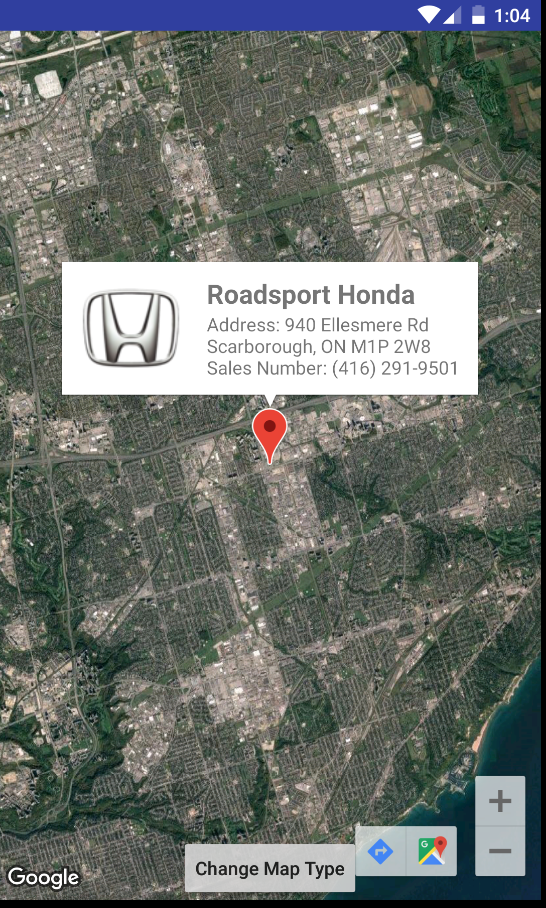 1:04
Roadsport Honda
Address: 940 Ellesmere Rd
Scarborough, ON M1P 2W8
Sales Number: (416) 291-9501
+
G
−
Change Map Type
Google